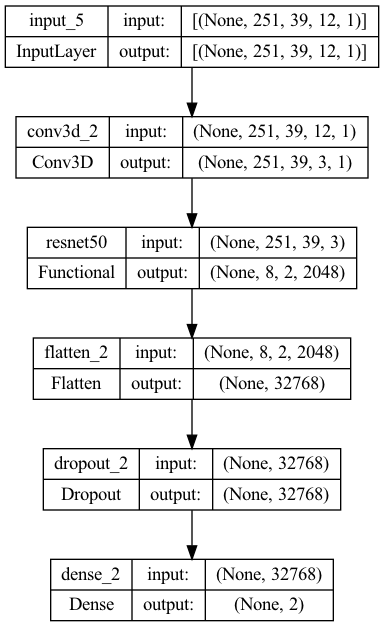 input_5 input: [(None, 251, 39, 12, 1)]
InputLayer output: [(None, 251, 39, 12, 1)]
conv3d_2 input: (None, 251, 39, 12, 1)
Conv3D output: (None, 251, 39, 3, 1)
resnet50 input: (None, 251, 39, 3)
Functional output: (None, 8, 2, 2048)
flatten_2 input: (None, 8, 2, 2048)
Flatten output: (None, 32768)
dropout_2 input: (None, 32768)
Dropout output: (None, 32768)
dense_2 input: (None, 32768)
Dense output: (None, 2)